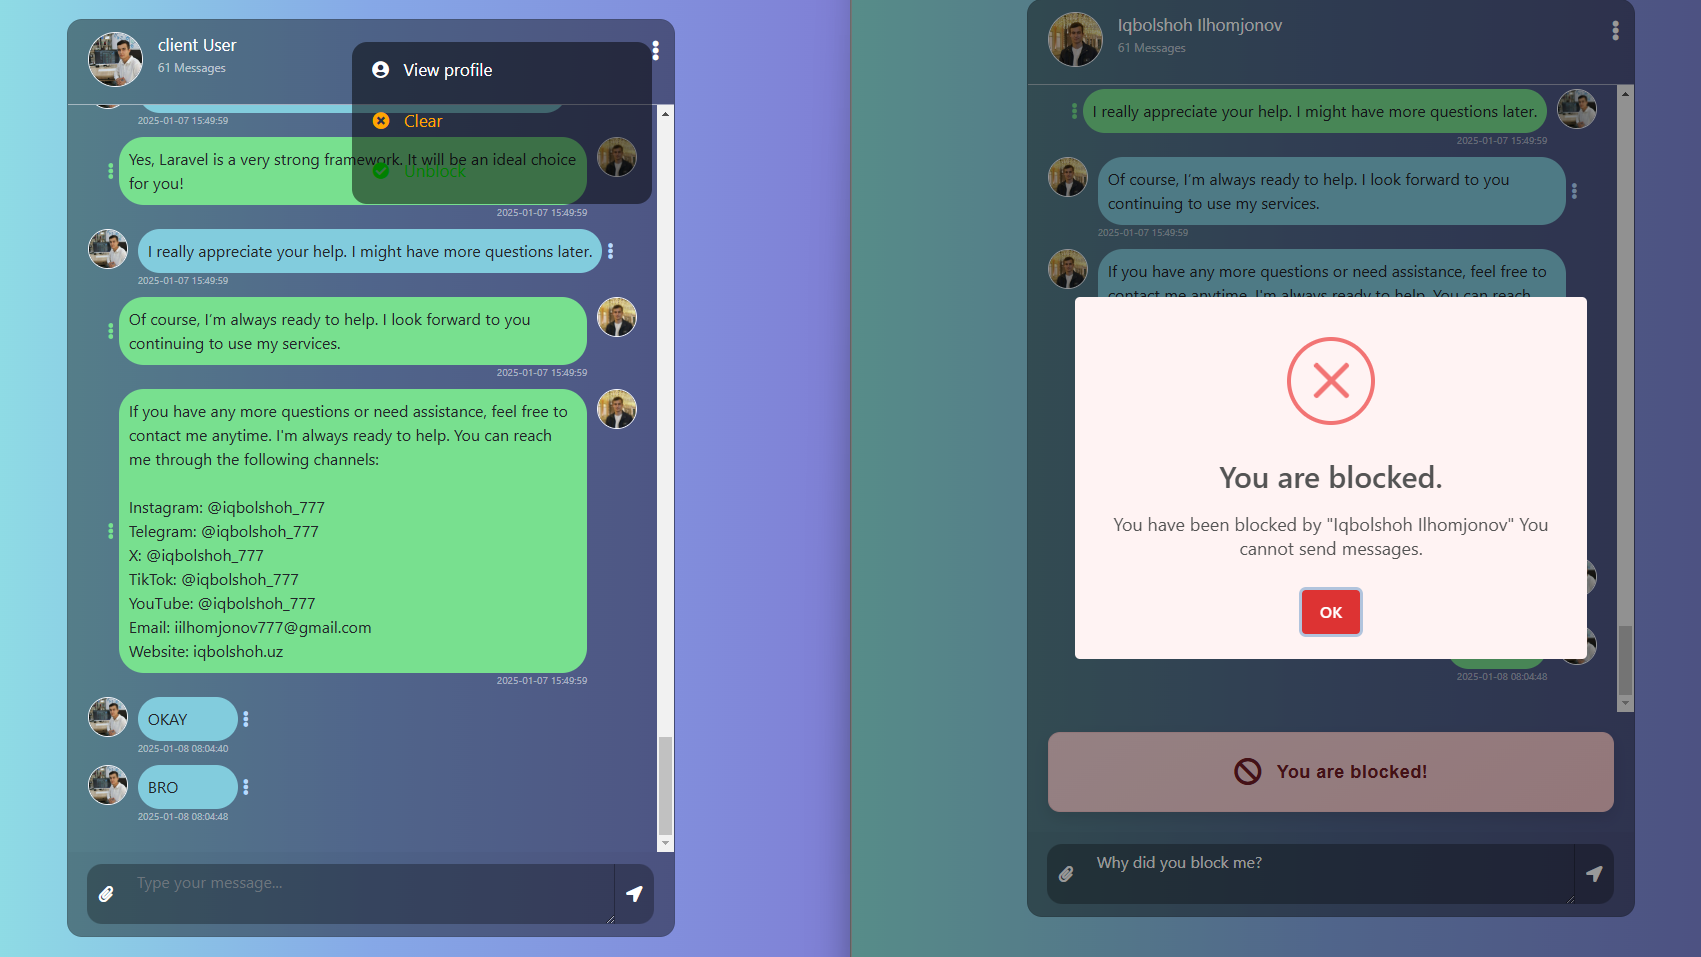 client User
61 Messages
View profile
Clear
Unblock
2025-01-07 15:49:59
Yes, Laravel is a very strong framework. It will be an ideal choice
for you!
2025-01-07 15:49:59
I really appreciate your help. I might have more questions later.
2025-01-07 15:49:59
Of course, I'm always ready to help. I look forward to you
continuing to use my services.
2025-01-07 15:49:59
If you have any more questions or need assistance, feel free to
contact me anytime. I'm always ready to help. You can reach
me through the following channels:
Instagram: @iqbolshoh_777
Telegram: @iqbolshoh_777
X: @iqbolshoh_777
TikTok: @iqbolshoh_777
YouTube: @iqbolshoh_777
Email: iilhomjonov777@gmail.com
Website: iqbolshoh.uz
2025-01-07 15:49:59
OKAY
2025-01-08 08:04:40
BRO
2025-01-08 08:04:48
Type your message...
Iqbolshoh Ilhomjonov
61 Messages
I really appreciate your help. I might have more questions later.
2025-01-07 15:49:59
Of course, I'm always ready to help. I look forward to you
continuing to use my services.
2025-01-07 15:49:59
If you have any more questions or need assistance, feel free to
contact me anytime. I'm always ready to help. You can reach
You are blocked.
You have been blocked by "Iqbolshoh Ilhomjonov" You
cannot send messages.
OK
2025-01-08 08:04:48
You are blocked!
Why did you block me?